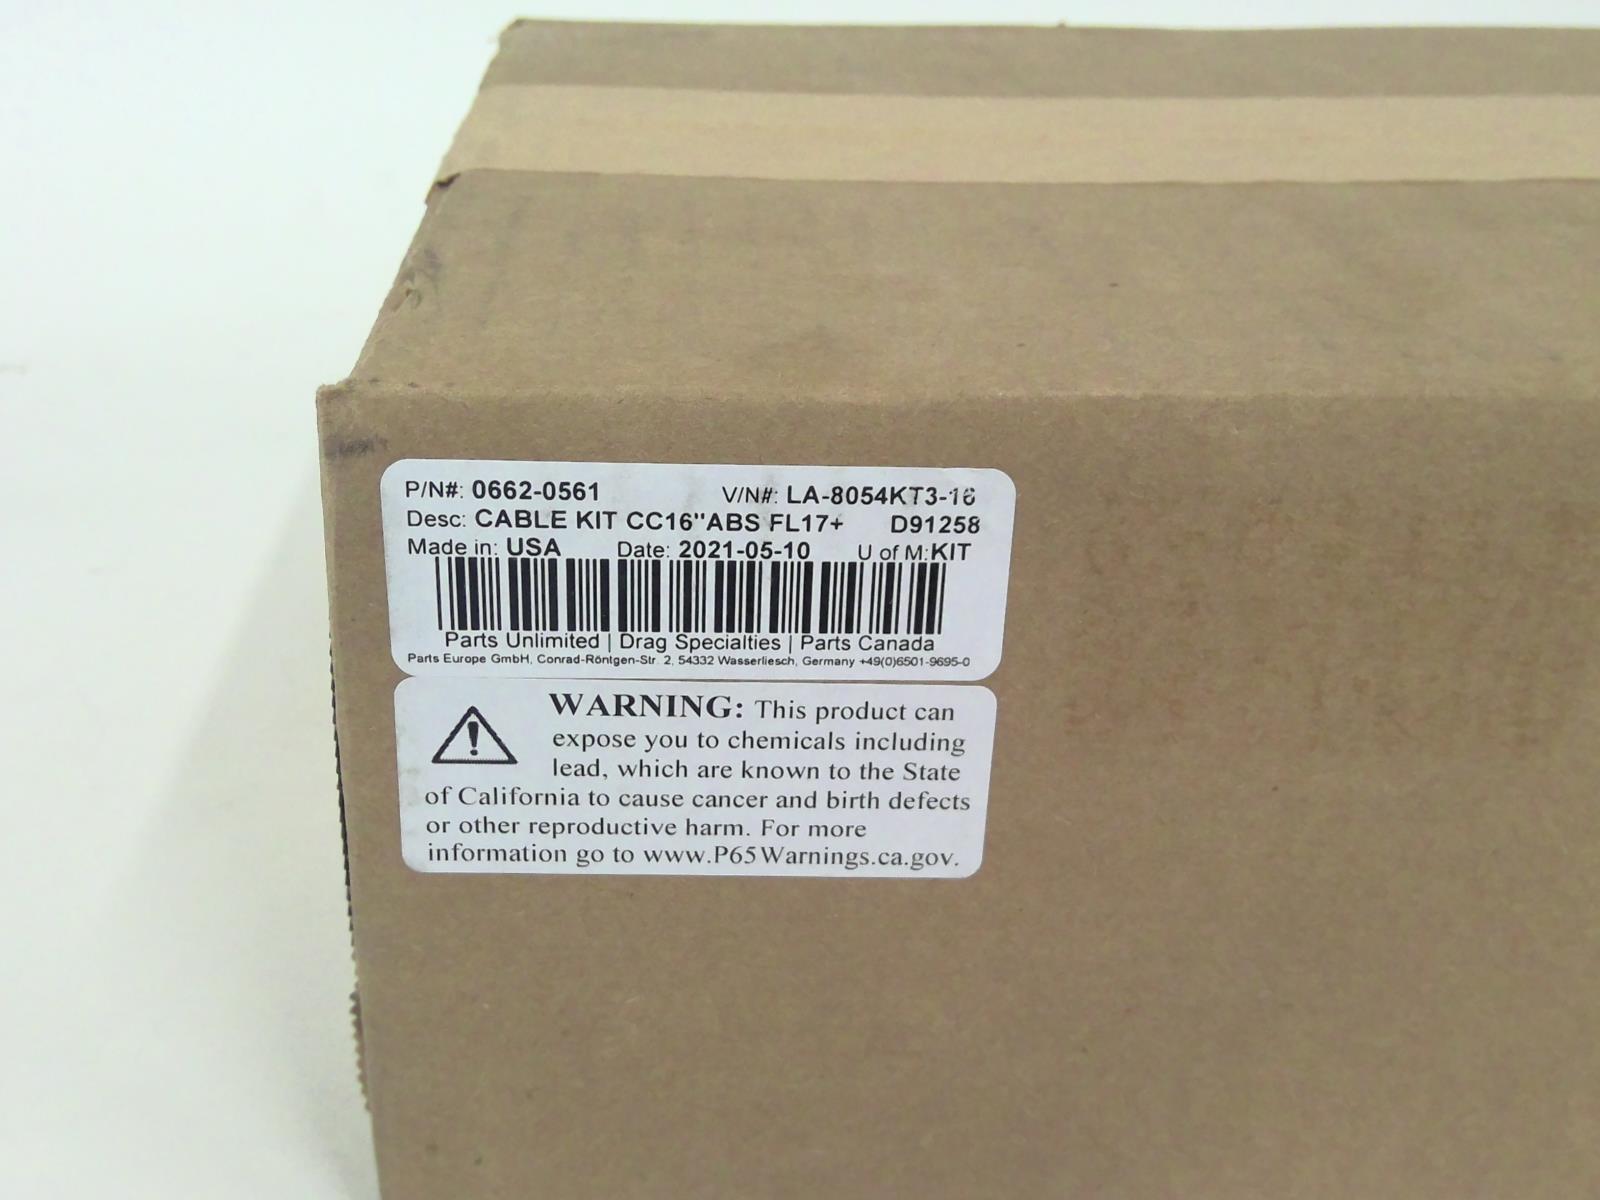 P/N#: 0662-0561 V/N#: LA-8054KT3-16
Desc: CABLE KIT CC16"ABS FL17+ D91258
Made in: USA Date: 2021-05-10 U of M:KIT
Parts Unlimited | Drag Specialties | Parts Canada
Parts Europe GmbH, Conrad-Röntgen-Str. 2, 54332 Wasserliesch, Germany +49(0)6501-9695-0
WARNING: This product can
expose you to chemicals including
lead, which are known to the State
of California to cause cancer and birth defects
or other reproductive harm. For more
information go to www.P65Warnings.ca.gov.